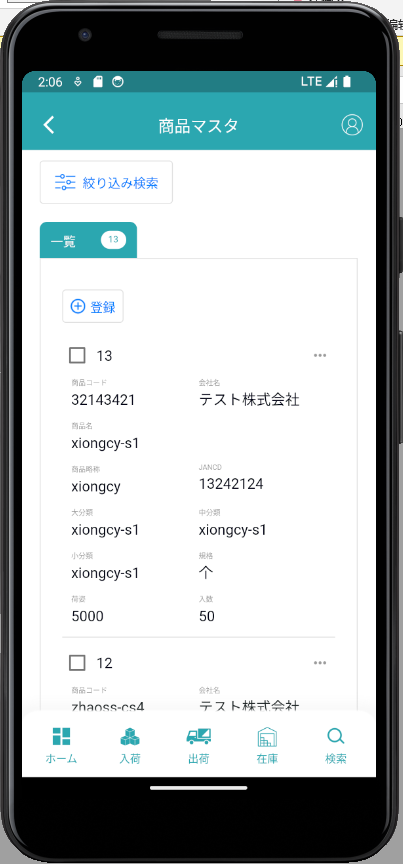 2:06 LTE
商品マスタ
絞り込み検索
一覧 13
登録
13
商品コード 会社名
32143421 テスト株式会社
商品名
xiongcy-s1
商品略称 JANCD
xiongcy 13242124
大分類 中分類
xiongcy-s1 xiongcy-s1
小分類 規格
xiongcy-s1 个
荷姿 入数
5000 50
12
商品コード 会社名
zhaoss-cs4 テスト株式会社
ホーム 入荷 出荷 在庫 検索